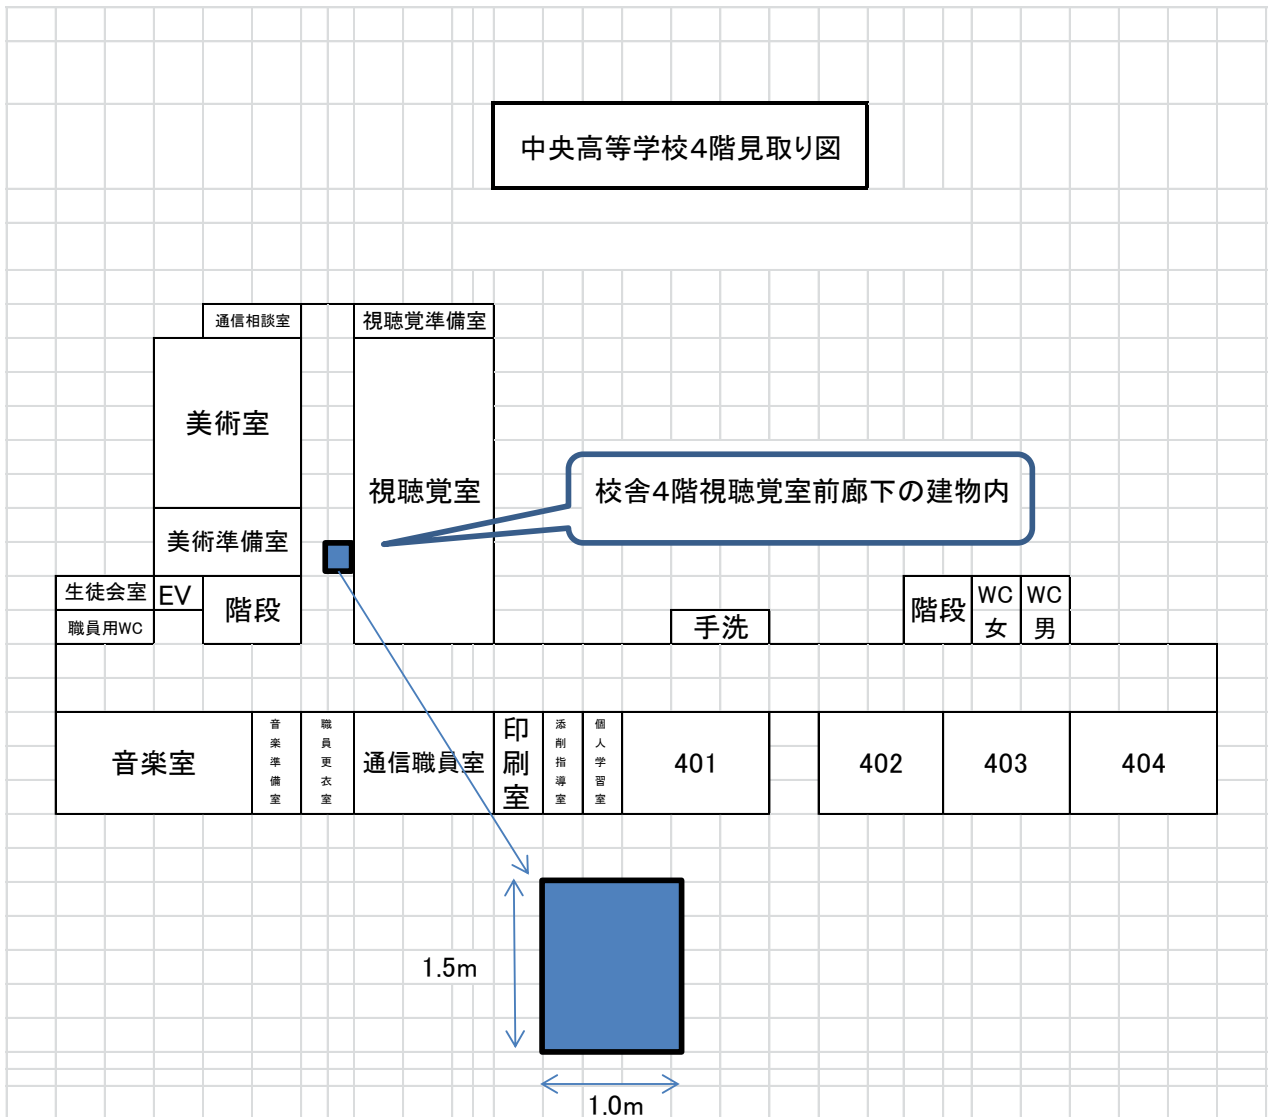 中央高等学校4階見取り図
通信相談室
視聴覚準備室
美術室
視聴覚室
校舎4階視聴覚室前廊下の建物内
美術準備室
生徒会室
EV
階段
職員用WC
手洗
階段
WC
女
WC
男
音楽室
音楽準備室
職員更衣室
通信職員室
印刷室
添削指導室
個人学習室
401
402
403
404
1.5m
1.0m